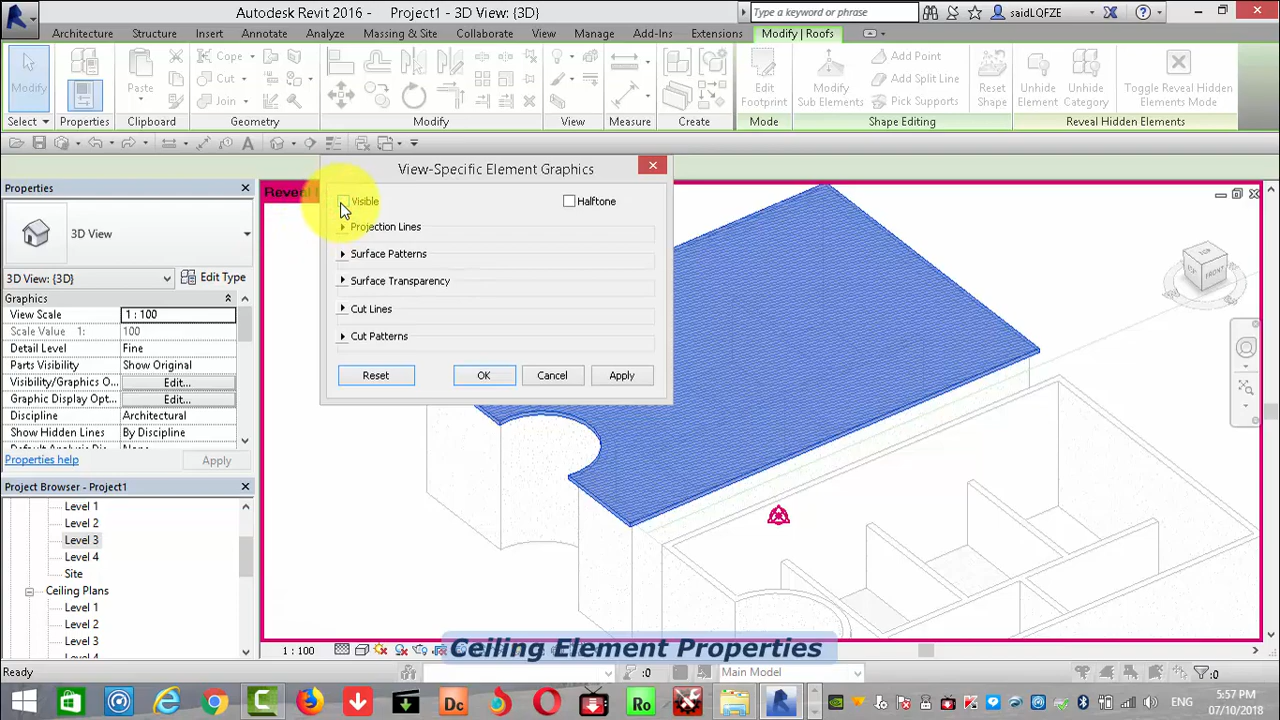 Autodesk Revit 2016 - Project1 - 3D View: {3D}
Type a keyword or phrase
saidLQFZE
Architecture Structure Insert Annotate Analyze Massing & Site Collaborate View Manage Add-Ins Extensions Modify | Roofs
Modify
Paste
Cope
Cut
Join
Edit
Footprint
Modify
Sub Elements
Add Point
Add Split Line
Pick Supports
Reset
Shape
Unhide
Element
Unhide
Category
Toggle Reveal Hidden
Elements Mode
Select Properties Clipboard Geometry Modify View Measure Create Mode Shape Editing Reveal Hidden Elements
Properties
3D View
3D View: {3D}
Edit Type
Graphics
View Scale 1 : 100
Scale Value 1: 100
Detail Level Fine
Parts Visibility Show Original
Visibility/Graphics O... Edit...
Graphic Display Opt... Edit...
Discipline Architectural
Show Hidden Lines By Discipline
Properties help
Apply
Project Browser - Project1
Level 1
Level 2
Level 3
Level 4
Site
Ceiling Plans
Level 1
Level 2
Level 3
Level 4
Reveal
View-Specific Element Graphics
Visible
Halftone
Projection Lines
Surface Patterns
Surface Transparency
Cut Lines
Cut Patterns
Reset
OK
Cancel
Apply
TOP
Ceiling Element Properties
1 : 100
Ready
:0
Main Model
:0
Dc
Ro
ENG
5:57 PM
07/10/2018